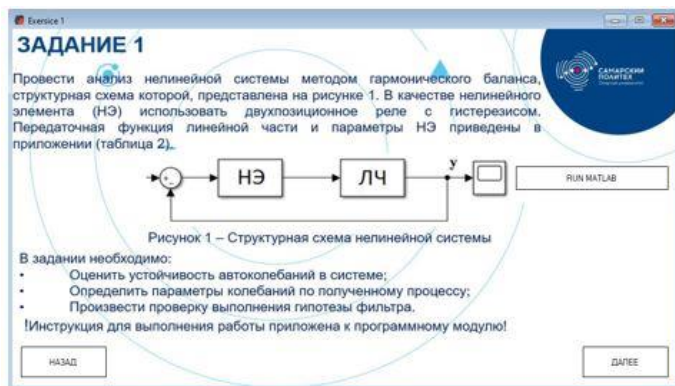 Exersice 1
ЗАДАНИЕ 1
САМАРСКИЙ
ПОЛИТЕХ
Провести анализ нелинейной системы методом гармонического баланса,
структурная схема которой, представлена на рисунке 1. В качестве нелинейного
элемента (НЭ) использовать двухпозиционное реле с гистерезисом.
Передаточная функция линейной части и параметры НЭ приведены в
приложении (таблица 2).
НЭ
ЛЧ
y
RUN MATLAB
Рисунок 1 – Структурная схема нелинейной системы
В задании необходимо:
• Оценить устойчивость автоколебаний в системе;
• Определить параметры колебаний по полученному процессу;
• Произвести проверку выполнения гипотезы фильтра.
!Инструкция для выполнения работы приложена к программному модулю!
НАЗАД
ДАЛЕЕ